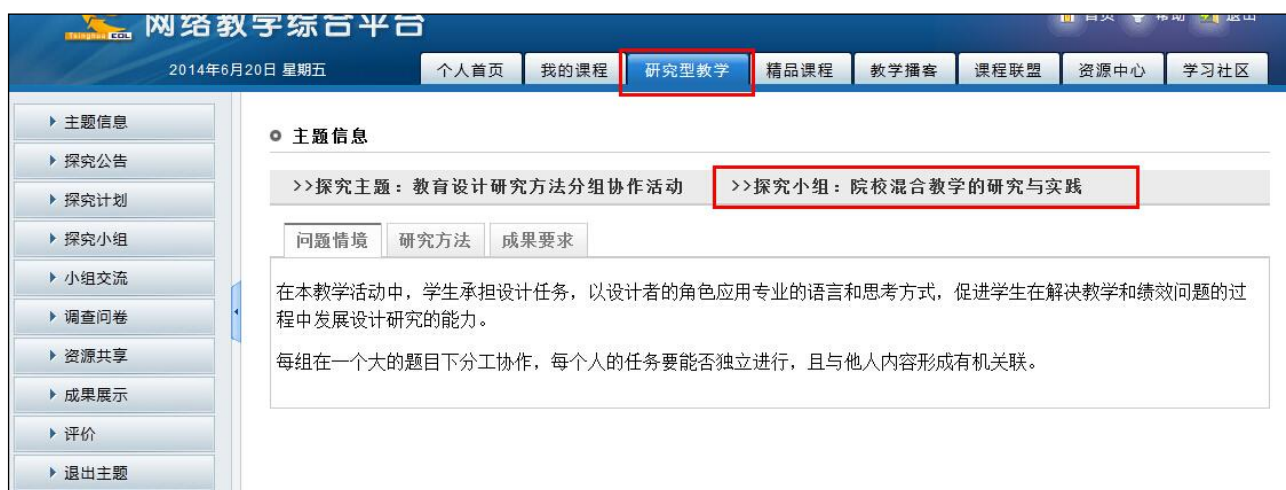 Tsinghua EOL 网络教学综合平台
首页 帮助 退出
2014年6月20日 星期五
个人首页 我的课程 研究型教学 精品课程 教学播客 课程联盟 资源中心 学习社区
主题信息
探究公告
探究计划
探究小组
小组交流
调查问卷
资源共享
成果展示
评价
退出主题
主题信息
>>探究主题：教育设计研究方法分组协作活动 >>探究小组：院校混合教学的研究与实践
问题情境 研究方法 成果要求
在本教学活动中，学生承担设计任务，以设计者的角色应用专业的语言和思考方式，促进学生在解决教学和绩效问题的过
程中发展设计研究的能力。
每组在一个大的题目下分工协作，每个人的任务要能否独立进行，且与他人内容形成有机关联。